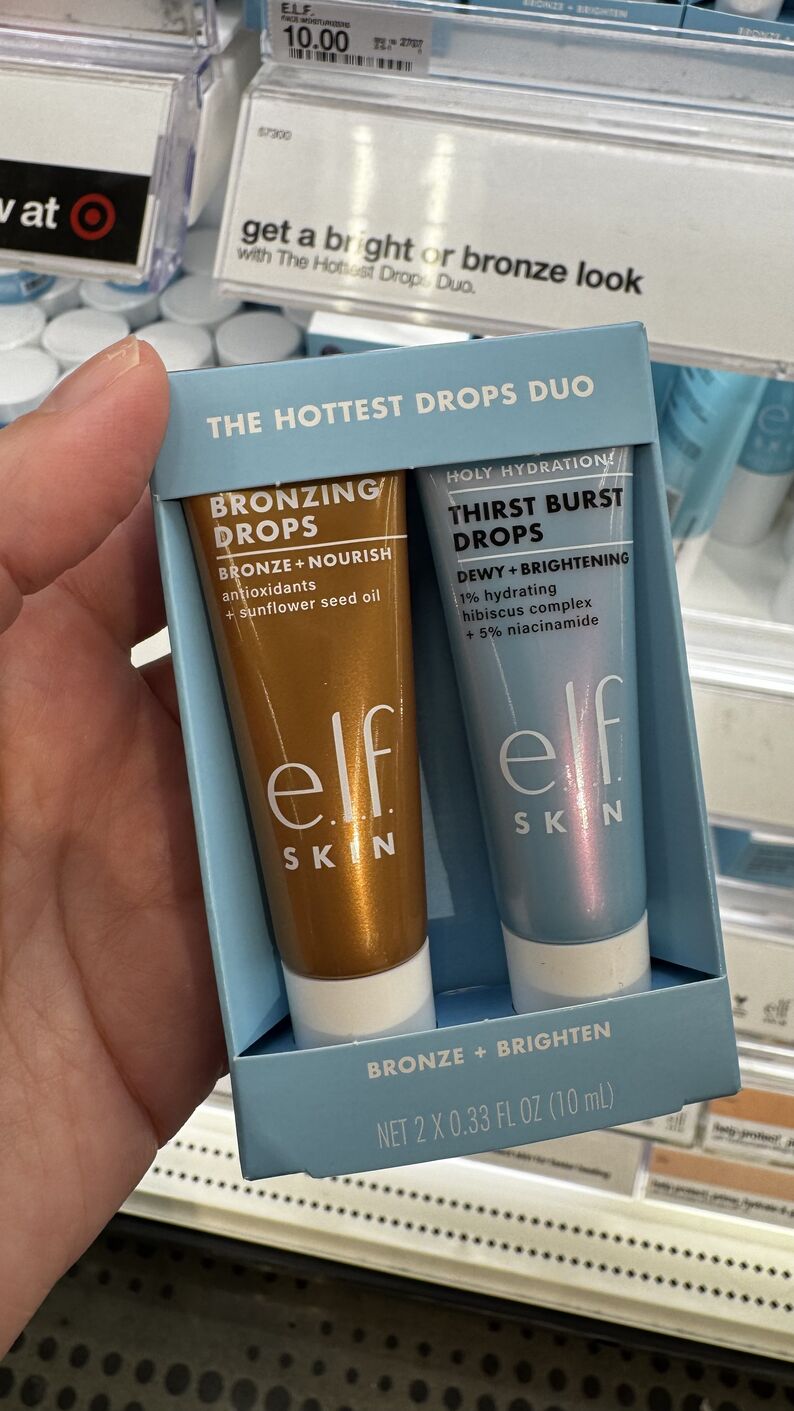 BRONZE + BRIGHTEN
E.L.F.
10.00
w at
get a bright or bronze look
with The Hottest Drops Duo.
THE HOTTEST DROPS DUO
BRONZING
DROPS
BRONZE + NOURISH
antioxidants
+ sunflower seed oil
e.l.f.
SKIN
HOLY HYDRATION!
THIRST BURST
DROPS
DEWY + BRIGHTENING
1% hydrating
hibiscus complex
+ 5% niacinamide
e.l.f.
SKIN
BRONZE + BRIGHTEN
NET 2 X 0.33 FL OZ (10 mL)